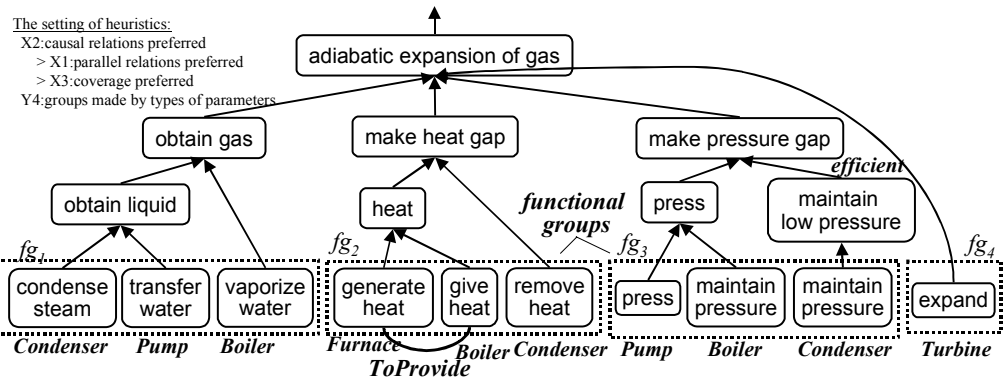 The setting of heuristics:
X2:causal relations preferred
> X1:parallel relations preferred
> X3:coverage preferred
Y4:groups made by types of parameters
adiabatic expansion of gas
obtain gas
make heat gap
make pressure gap
efficient
obtain liquid
heat
functional
groups
press
maintain
low pressure
fg1
fg2
fg3
fg4
condense
steam
transfer
water
vaporize
water
generate
heat
give
heat
remove
heat
press
maintain
pressure
maintain
pressure
expand
Condenser
Pump
Boiler
Furnace
ToProvide
Boiler
Condenser
Pump
Boiler
Condenser
Turbine